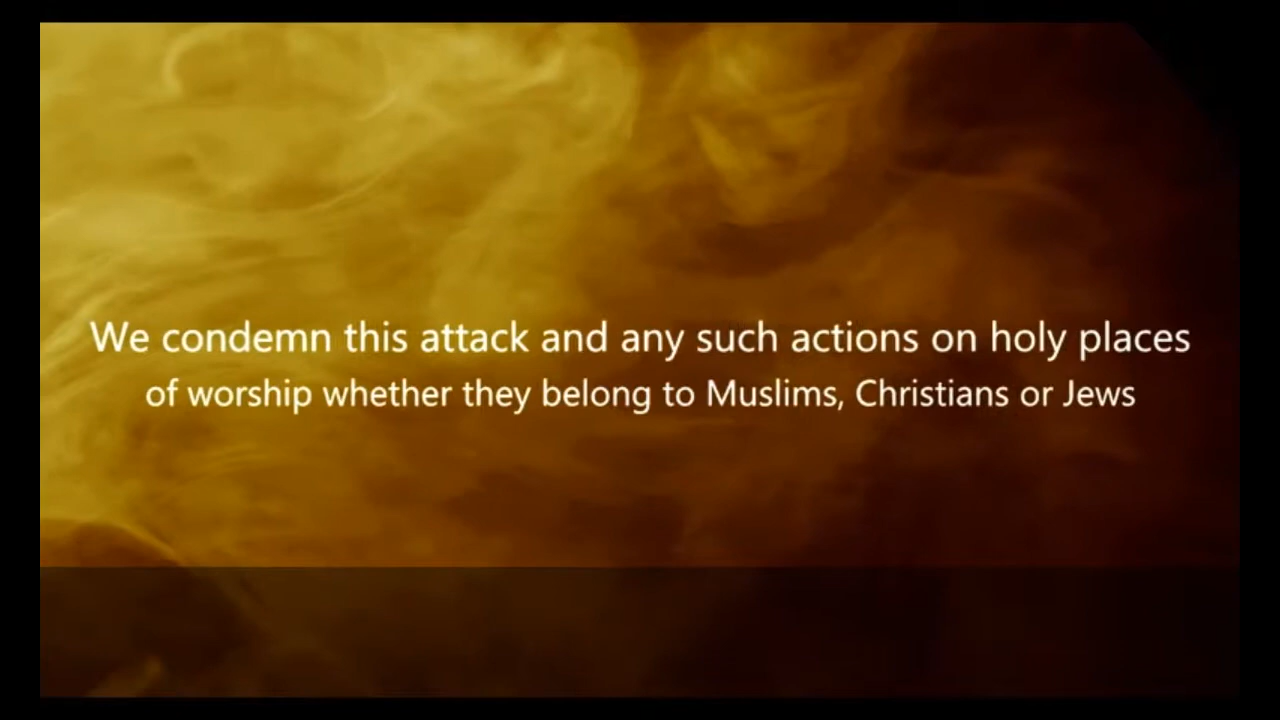 We condemn this attack and any such actions on holy places
of worship whether they belong to Muslims, Christians or Jews